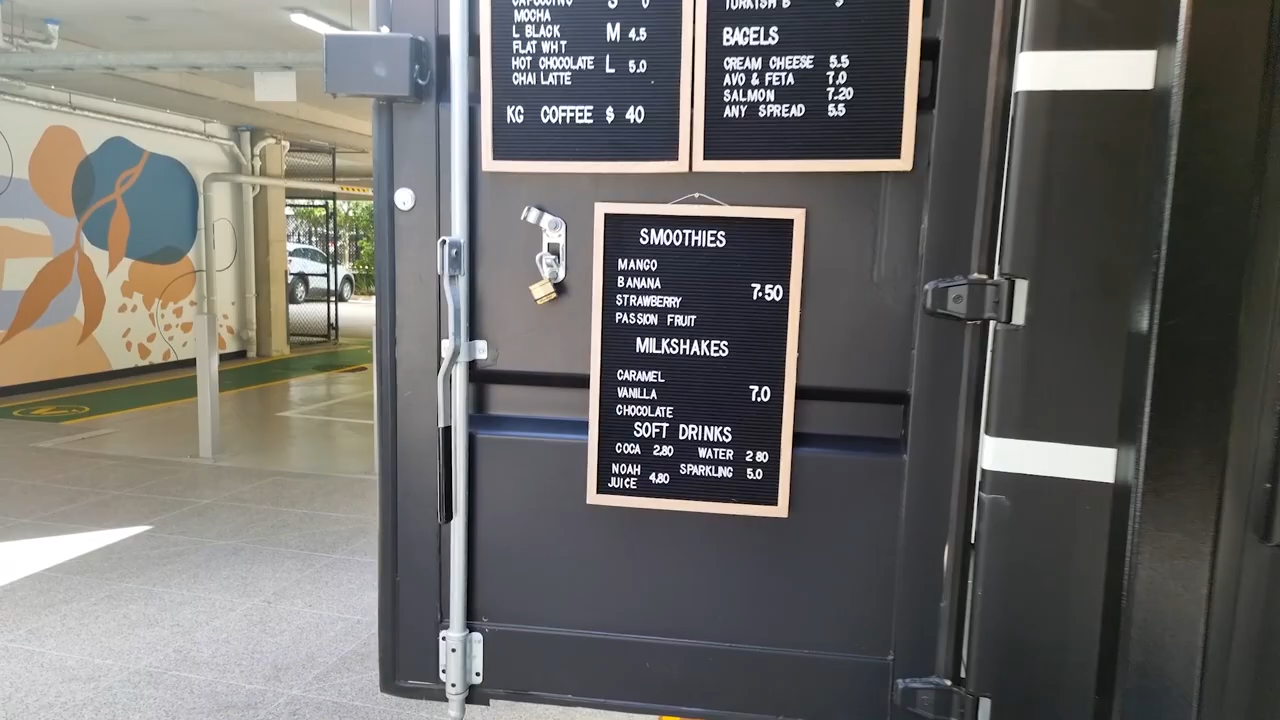 MOCHA
L BLACK
FLAT WHT
HOT CHOCOLATE
CHAI LATTE
M 4.5
L 5.0
KG COFFEE $ 40
BAGELS
CREAM CHEESE 5.5
AVO & FETA 7.0
SALMON 7.20
ANY SPREAD 5.5
SMOOTHIES
MANGO
BANANA
STRAWBERRY
PASSION FRUIT
7.50
MILKSHAKES
CARAMEL
VANILLA 7.0
CHOCOLATE
SOFT DRINKS
COCA 2,80 WATER 2 80
NOAH JUICE 4,80 SPARKLING 5.0